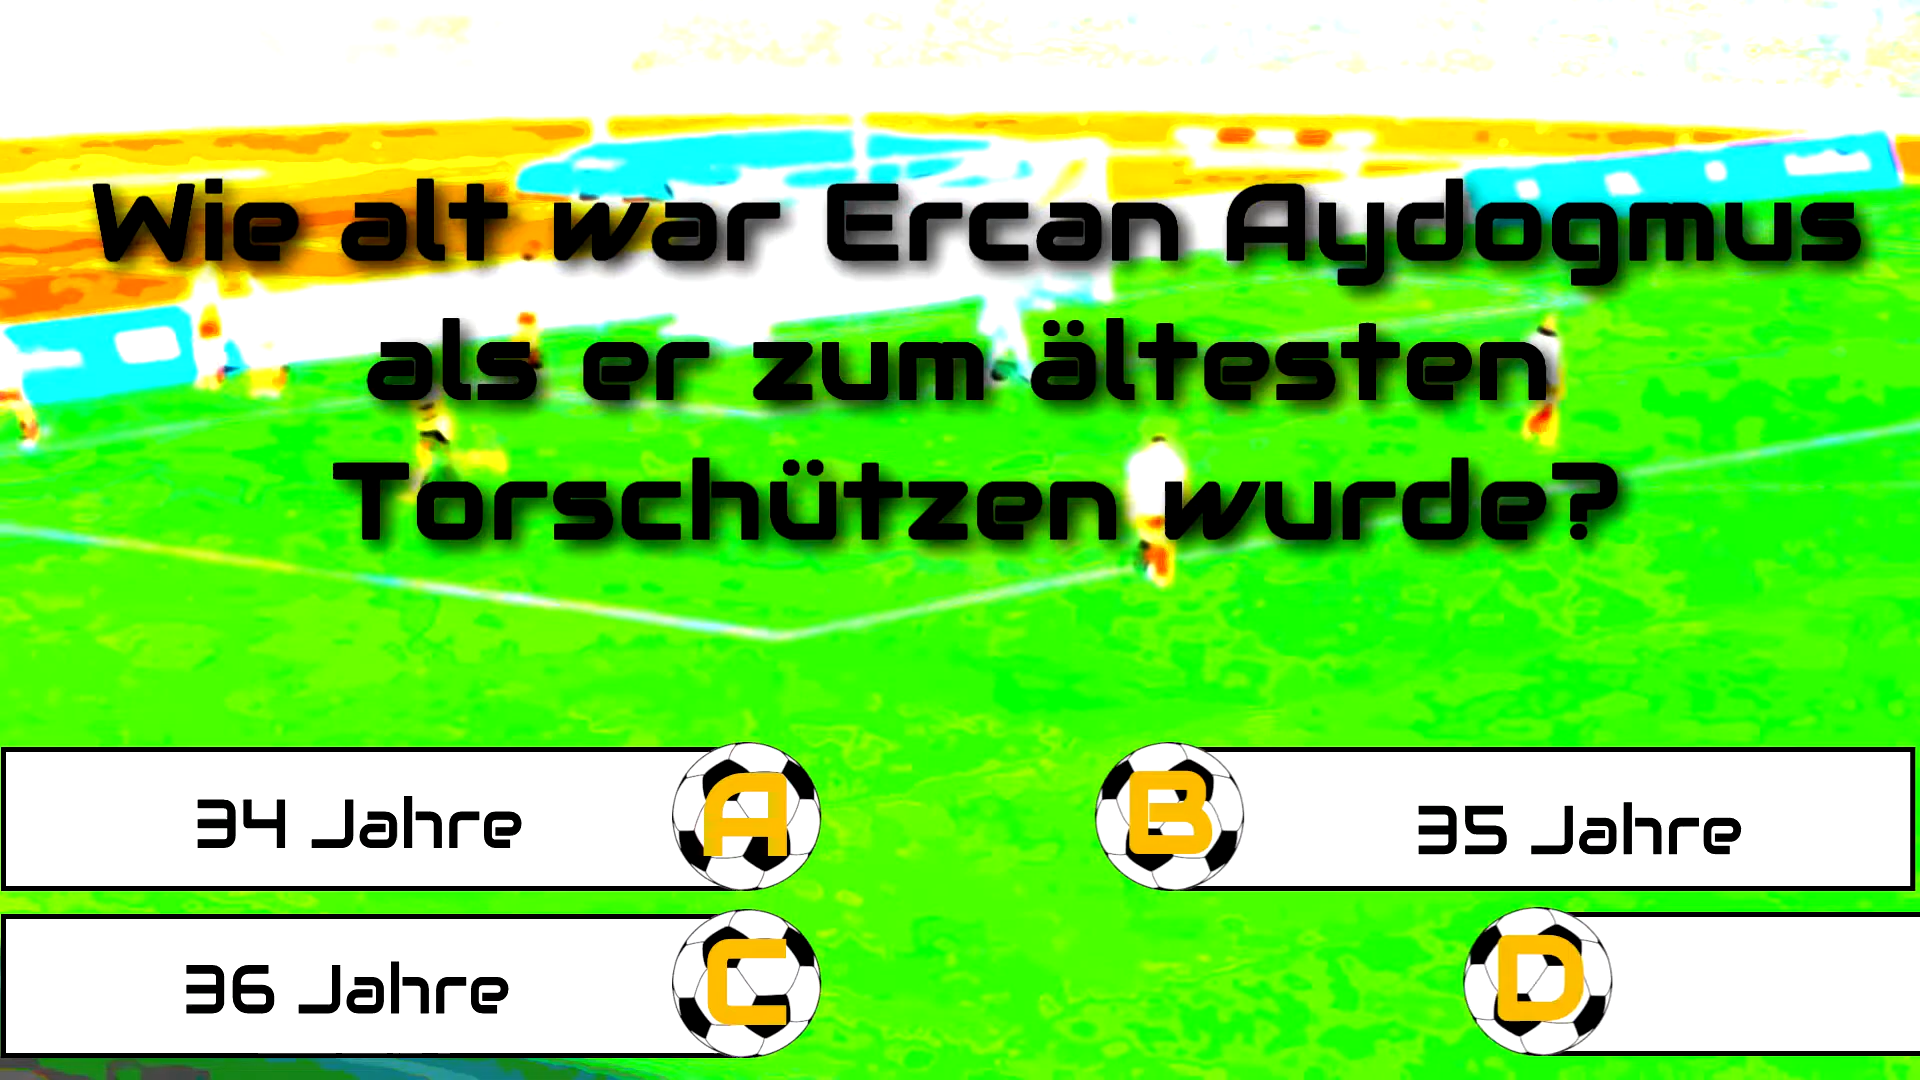 Wie alt war Ercan Aydogmus
als er zum ältesten
Torschützen wurde?
34 Jahre A
B 35 Jahre
36 Jahre C
D